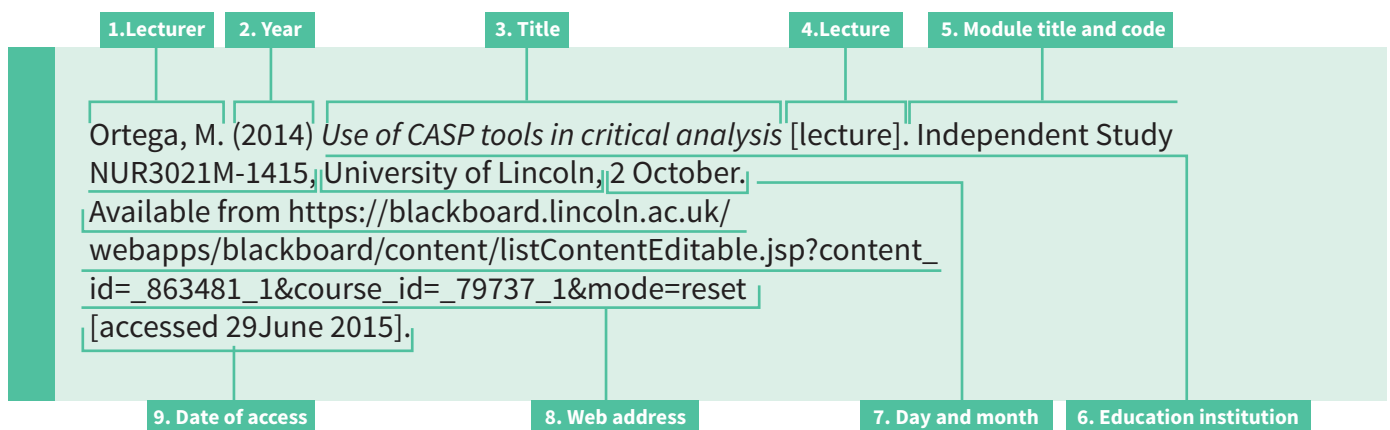 1.Lecturer 2. Year 3. Title 4.Lecture 5. Module title and code
Ortega, M. (2014) Use of CASP tools in critical analysis [lecture]. Independent Study
NUR3021M-1415, University of Lincoln, 2 October.
Available from https://blackboard.lincoln.ac.uk/
webapps/blackboard/content/listContentEditable.jsp?content_
id=_863481_1&course_id=_79737_1&mode=reset
[accessed 29June 2015].
9. Date of access 8. Web address 7. Day and month 6. Education institution